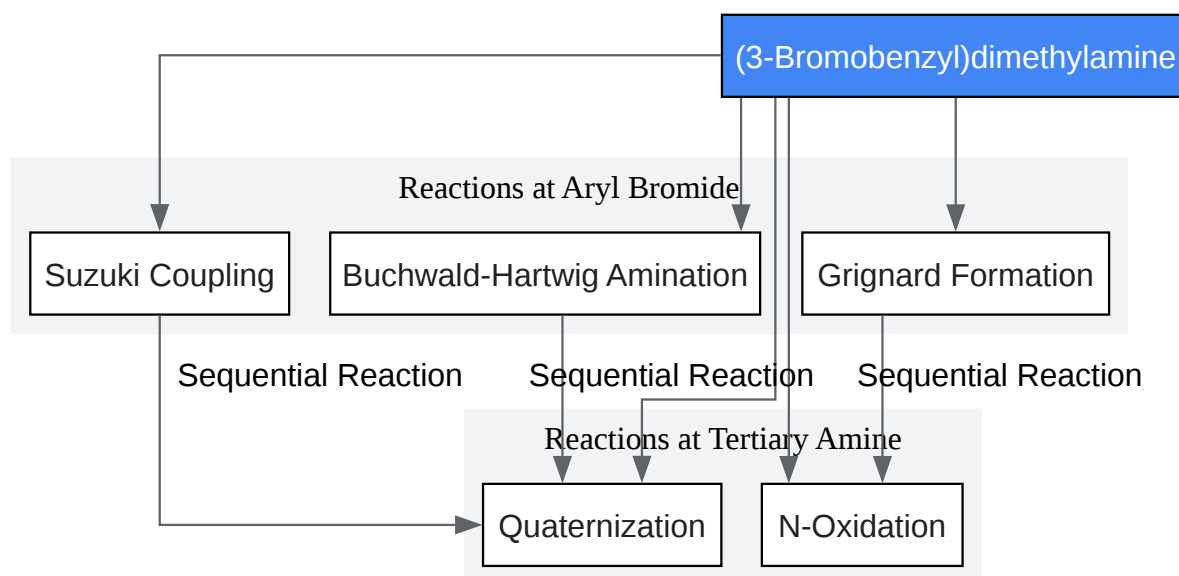 (3-Bromobenzyl)dimethylamine
Reactions at Aryl Bromide
Suzuki Coupling
Buchwald-Hartwig Amination
Grignard Formation
Sequential Reaction
Sequential Reaction
Sequential Reaction
Reactions at Tertiary Amine
Quaternization
N-Oxidation